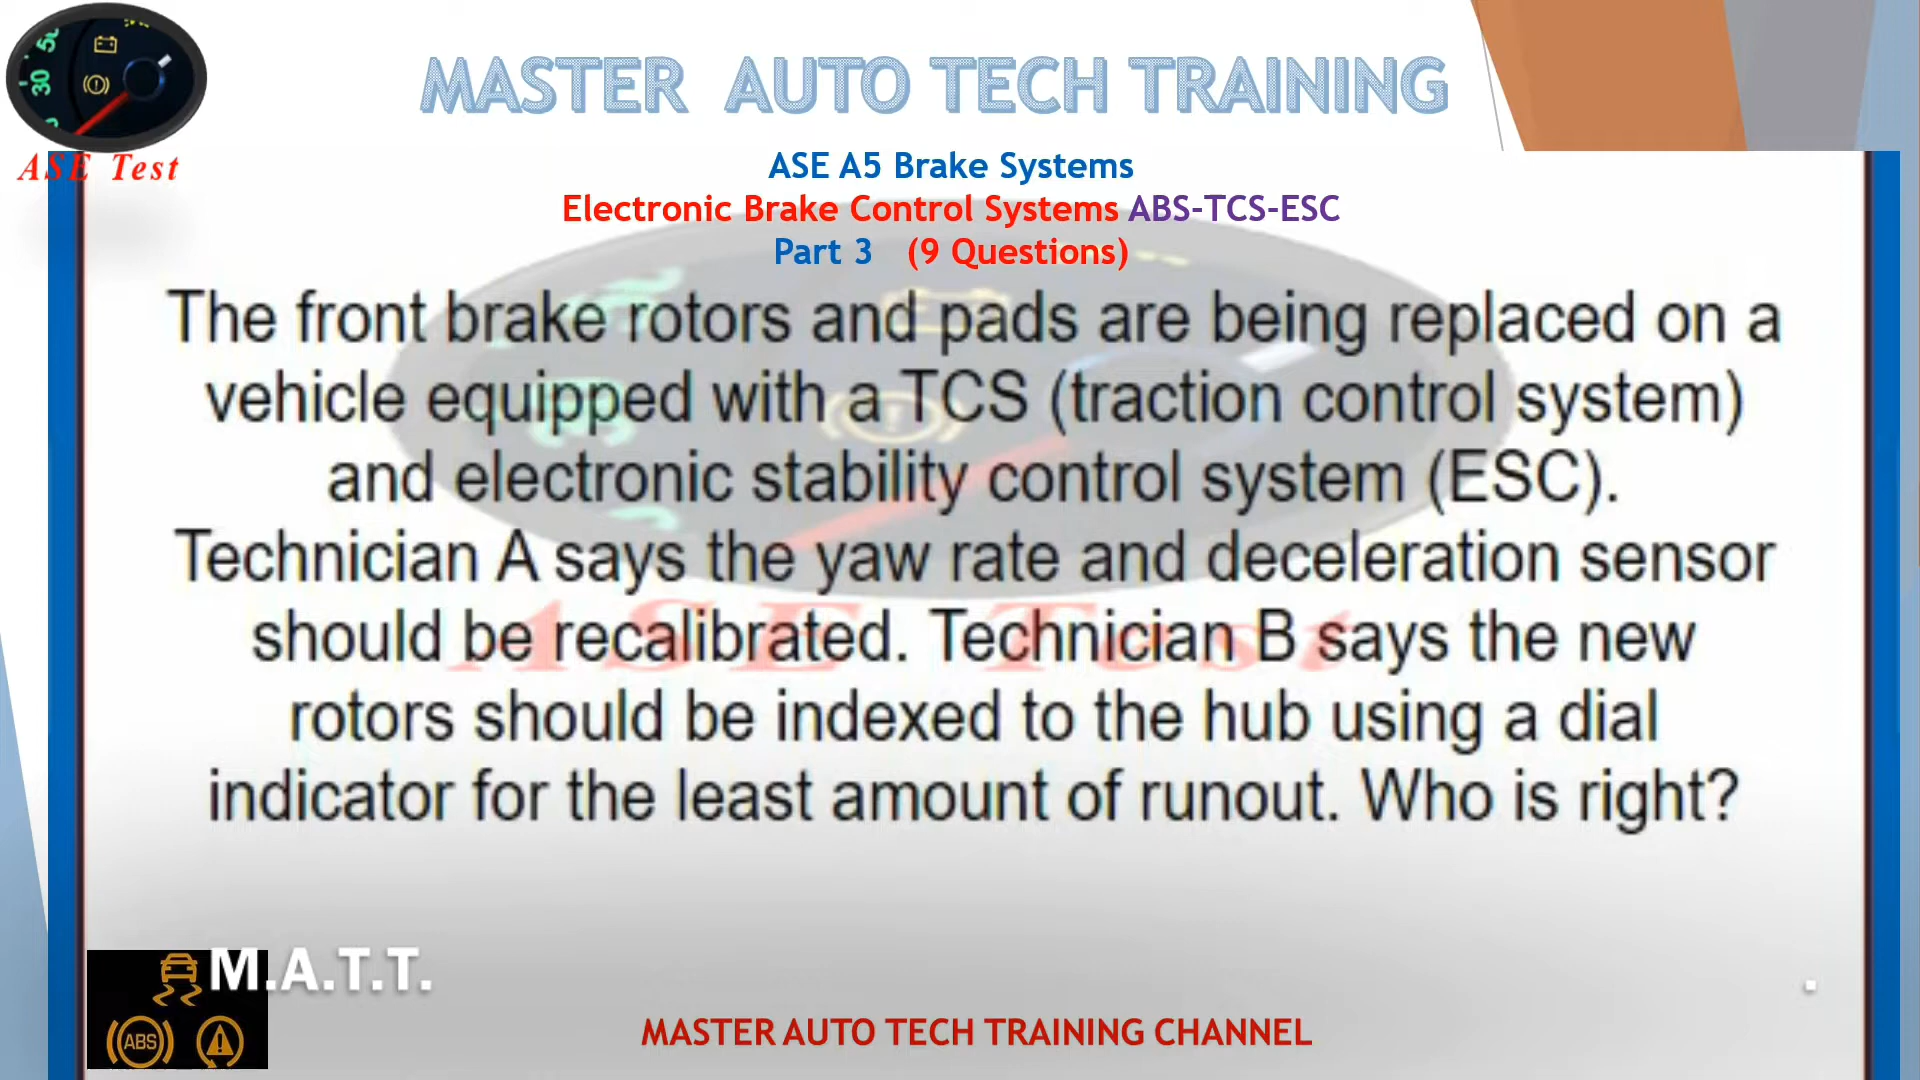 MASTER AUTO TECH TRAINING
50
30
ASE Test
ASE A5 Brake Systems
Electronic Brake Control Systems ABS-TCS-ESC
Part 3 (9 Questions)
The front brake rotors and pads are being replaced on a
vehicle equipped with a TCS (traction control system)
and electronic stability control system (ESC).
Technician A says the yaw rate and deceleration sensor
should be recalibrated. Technician B says the new
rotors should be indexed to the hub using a dial
indicator for the least amount of runout. Who is right?
ASE Test
M.A.T.T.
ABS
MASTER AUTO TECH TRAINING CHANNEL